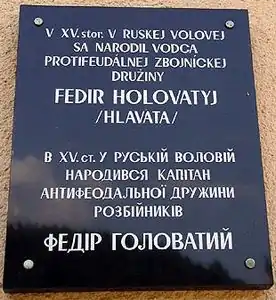 V XV.stor. V RUSKEJ VOLOVEJ
SA NARODIL VODCA
PROTIFEUDÁLNEJ ZBOJNÍCKEJ
DRUŽINY
FEDIR HOLOVATYJ
/HLAVATA/
В XV.ст. У РУСЬКІЙ ВОЛОВІЙ
НАРОДИВСЯ КАПІТАН
АНТИФЕОДАЛЬНОЇ ДРУЖИНИ
РОЗБІЙНИКІВ
ФЕДІР ГОЛОВАТИЙ